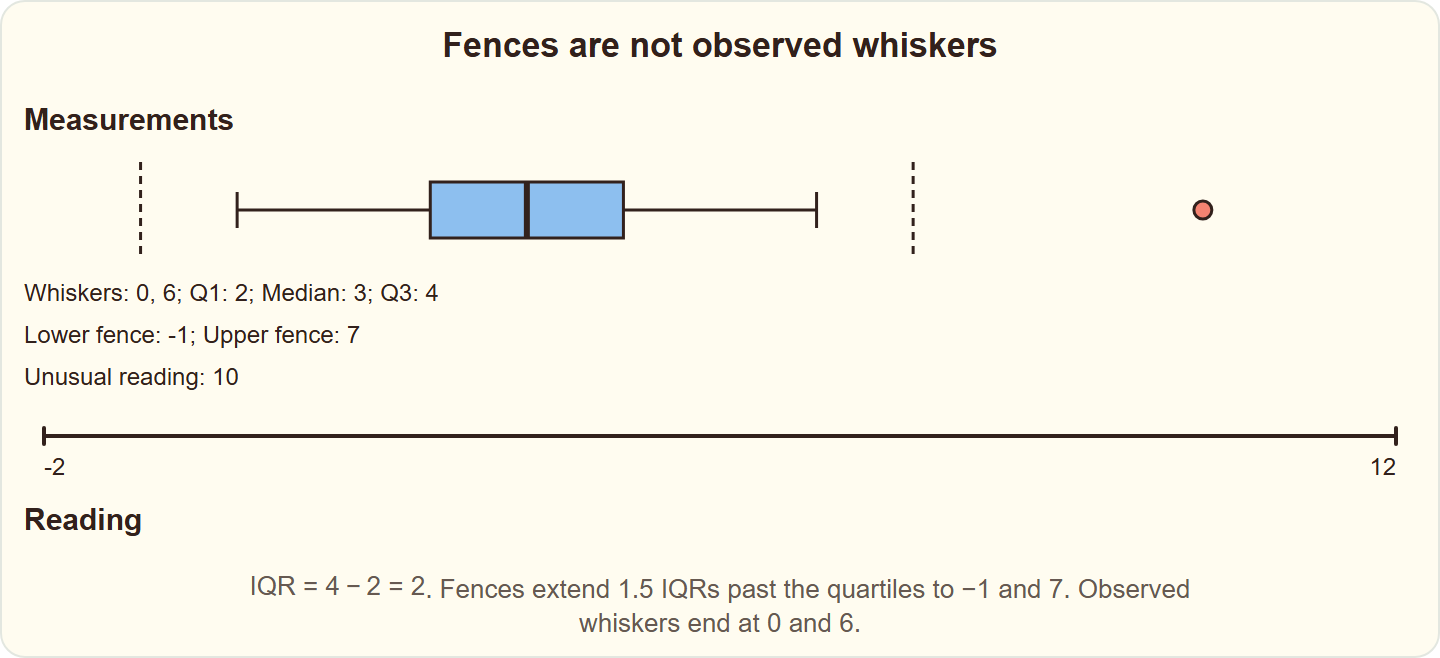 Fences are not observed whiskers
Measurements
Whiskers: 0, 6; Q1: 2; Median: 3; Q3: 4
Lower fence: -1; Upper fence: 7
Unusual reading: 10
-2
12
Reading
IQR = 4 − 2 = 2. Fences extend 1.5 IQRs past the quartiles to −1 and 7. Observed
whiskers end at 0 and 6.